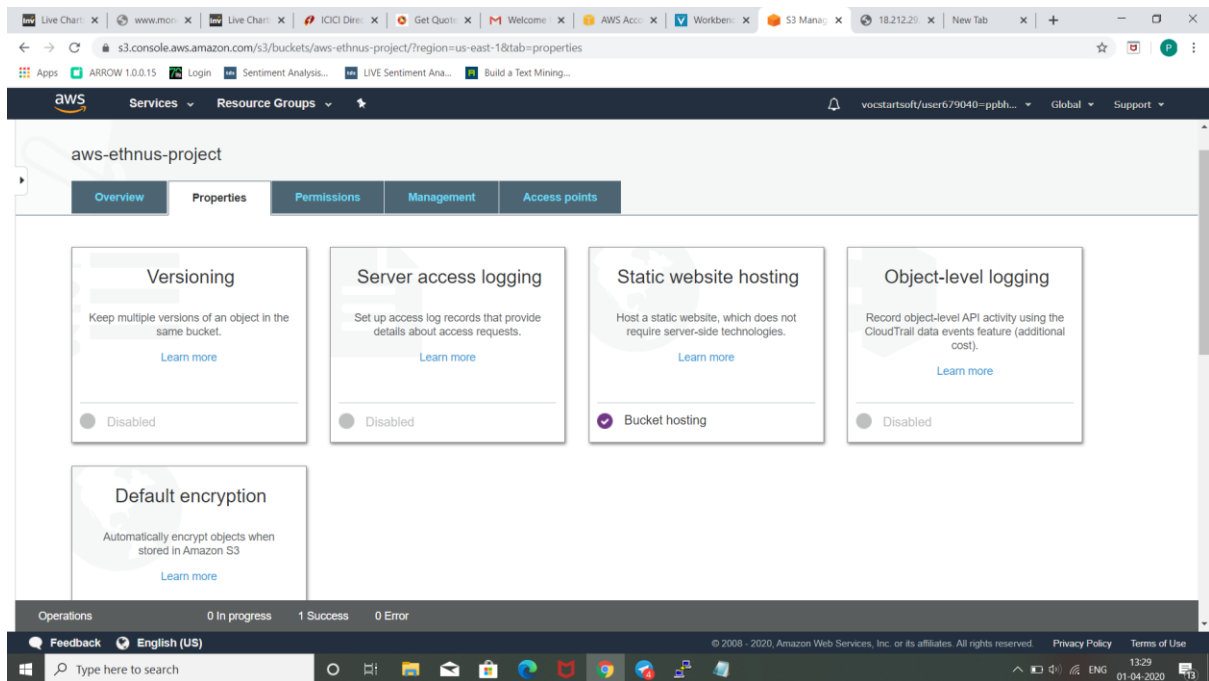 Live Chart:
www.mon
Live Chart
ICICI Direc
Get Quote
Welcome
AWS Acc
Workben
S3 Manag
18.212.29.
New Tab
s3.console.aws.amazon.com/s3/buckets/aws-ethnus-project/?region=us-east-1&tab=properties
P
Apps ARROW 1.0.0.15 Login Sentiment Analysis... LIVE Sentiment Ana... Build a Text Mining...
aws Services Resource Groups vocstartsoft/user679040=ppbh... Global Support
aws-ethnus-project
Overview Properties Permissions Management Access points
Versioning
Keep multiple versions of an object in the
same bucket.
Learn more
Disabled
Server access logging
Set up access log records that provide
details about access requests.
Learn more
Disabled
Static website hosting
Host a static website, which does not
require server-side technologies.
Learn more
Bucket hosting
Object-level logging
Record object-level API activity using the
CloudTrail data events feature (additional
cost).
Learn more
Disabled
Default encryption
Automatically encrypt objects when
stored in Amazon S3
Learn more
Operations 0 In progress 1 Success 0 Error
Feedback English (US) © 2008 - 2020, Amazon Web Services, Inc. or its affiliates. All rights reserved. Privacy Policy Terms of Use
Type here to search ENG 13:29
01-04-2020